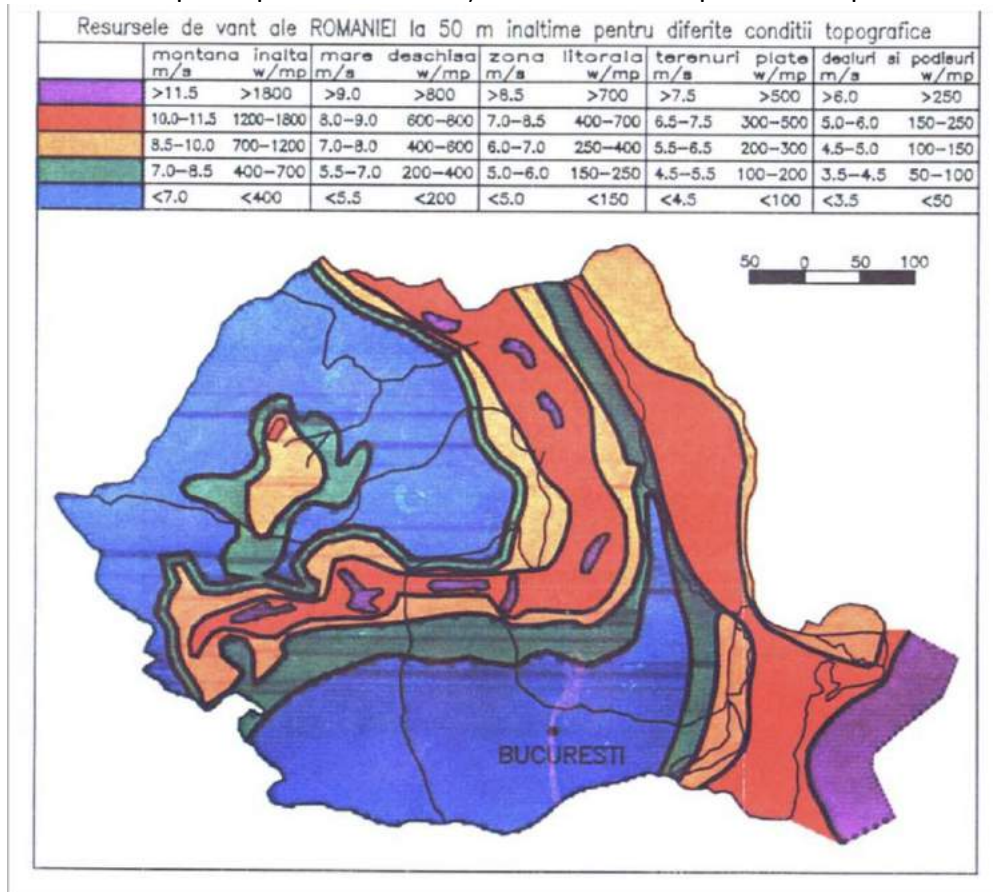 Resursele de vant ale ROMANIEI la 50 m inaltime pentru diferite conditii topografice
montana inalta mare deschisa zona litorala terenuri plate dealuri si podisuri
m/s w/mp m/s w/mp m/s w/mp m/s w/mp m/s w/mp
>11.5 >1800 >9.0 >800 >8.5 >700 >7.5 >500 >6.0 >250
10.0-11.5 1200-1800 8.0-9.0 600-800 7.0-8.5 400-700 6.5-7.5 300-500 5.0-6.0 150-250
8.5-10.0 700-1200 7.0-8.0 400-600 6.0-7.0 250-400 5.5-6.5 200-300 4.5-5.0 100-150
7.0-8.5 400-700 5.5-7.0 200-400 5.0-6.0 150-250 4.5-5.5 100-200 3.5-4.5 50-100
<7.0 <400 <5.5 <200 <5.0 <150 <4.5 <100 <3.5 <50
50 0 50 100
BUCURESTI